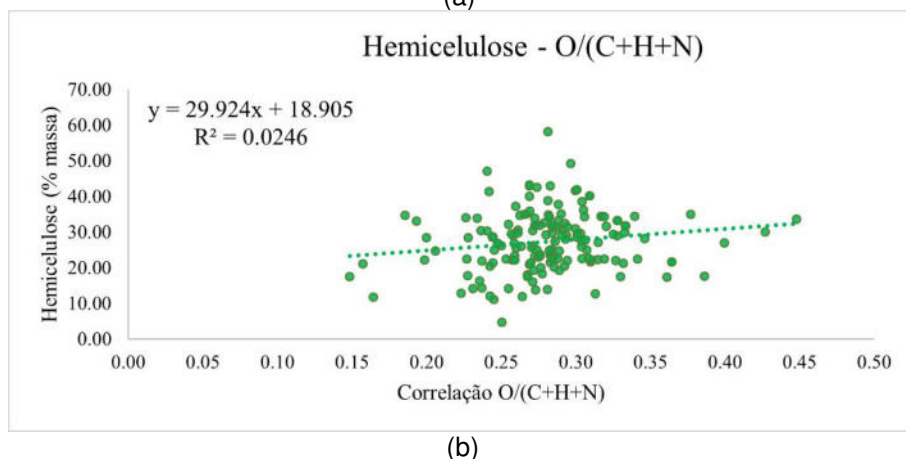 (a)
Hemicelulose - O/(C+H+N)
y = 29.924x + 18.905
R² = 0.0246
Hemicelulose (% massa)
70.00
60.00
50.00
40.00
30.00
20.00
10.00
0.00
0.00 0.05 0.10 0.15 0.20 0.25 0.30 0.35 0.40 0.45 0.50
Correlação O/(C+H+N)
(b)